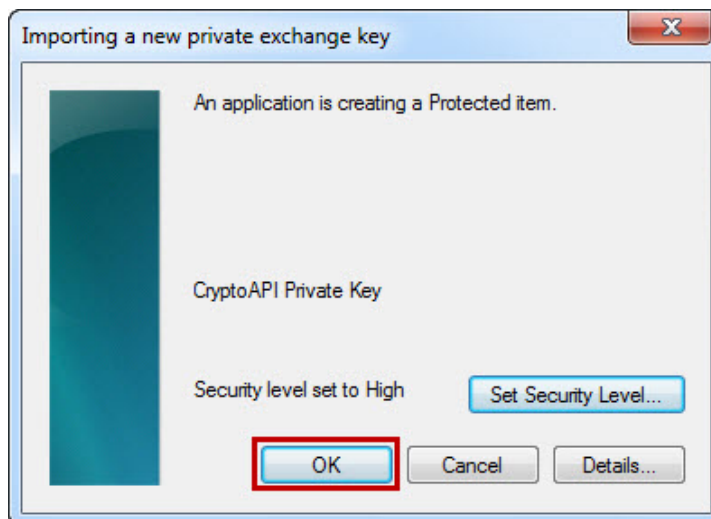 Importing a new private exchange key
An application is creating a Protected item.
CryptoAPI Private Key
Security level set to High
Set Security Level...
OK
Cancel
Details...